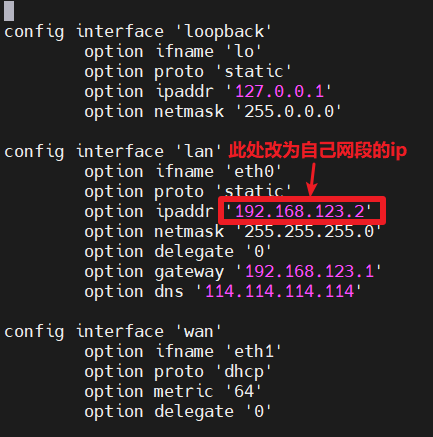 config interface 'loopback'
option ifname 'lo'
option proto 'static'
option ipaddr '127.0.0.1'
option netmask '255.0.0.0'
config interface 'lan' 此处改为自己网段的ip
option ifname 'eth0'
option proto 'static'
option ipaddr '192.168.123.2'
option netmask '255.255.255.0'
option delegate '0'
option gateway '192.168.123.1'
option dns '114.114.114.114'
config interface 'wan'
option ifname 'eth1'
option proto 'dhcp'
option metric '64'
option delegate '0'